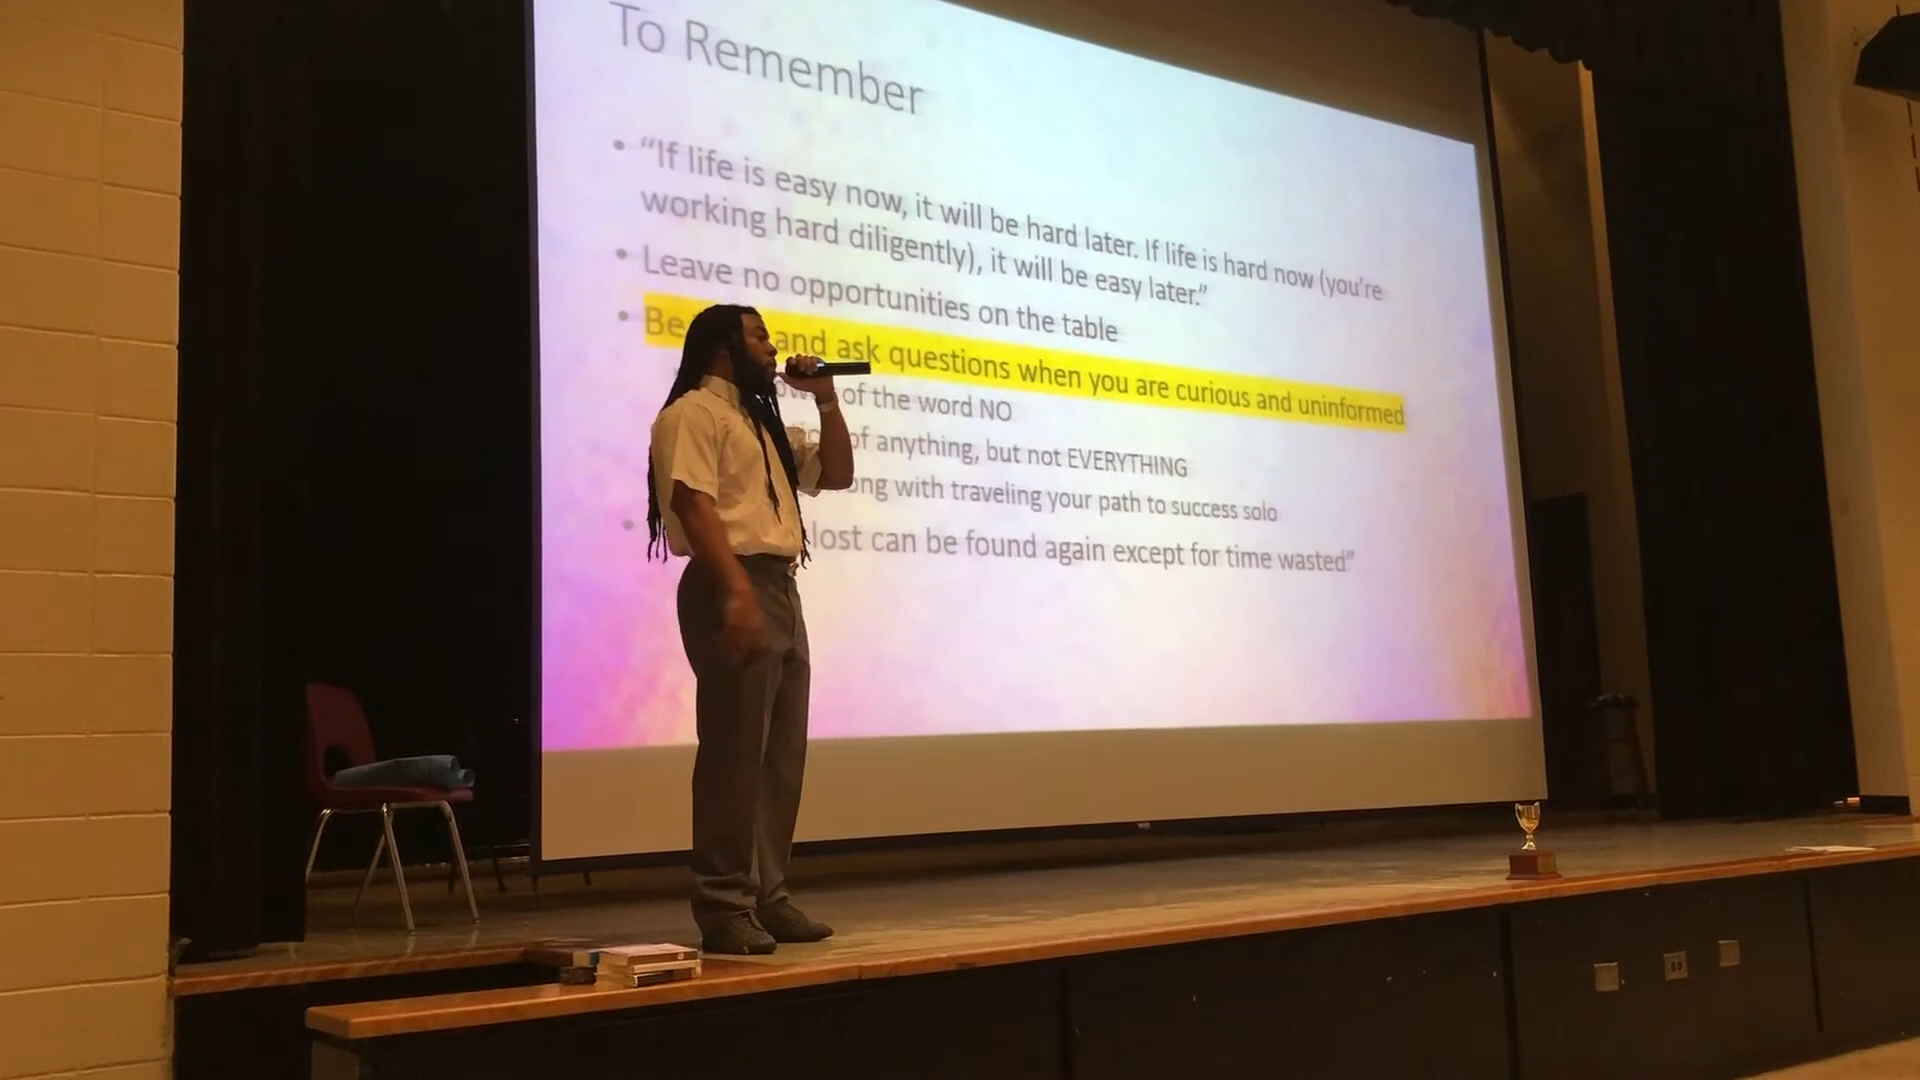 To Remember
• “If life is easy now, it will be hard later. If life is hard now (you’re
working hard diligently), it will be easy later.”
• Leave no opportunities on the table
• Be and ask questions when you are curious and uninformed
of the word NO
of anything, but not EVERYTHING
with traveling your path to success solo
• lost can be found again except for time wasted”